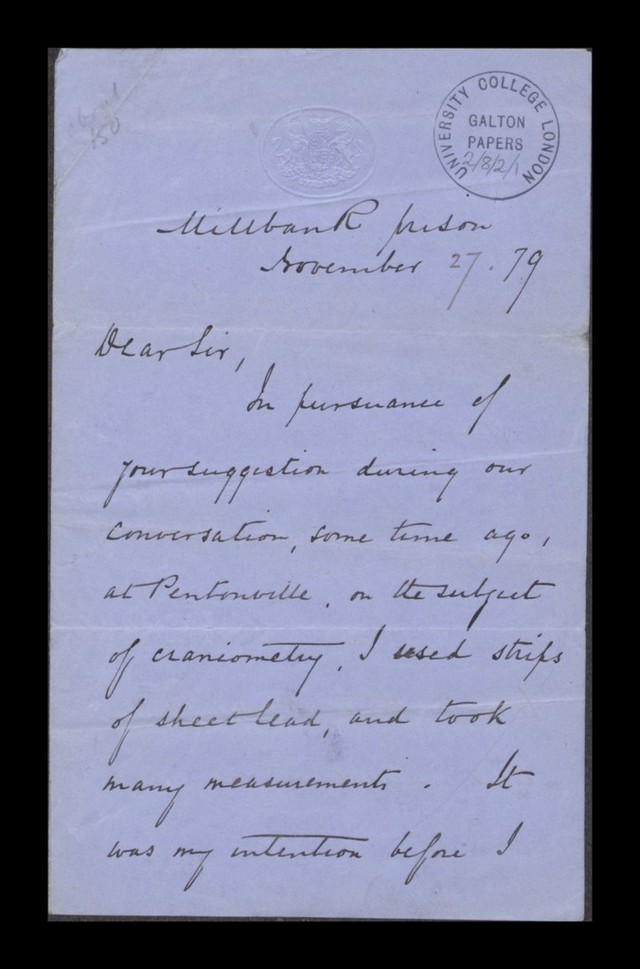 UNIVERSITY COLLEGE LONDON
GALTON
PAPERS
2/8/2/1
150
Millbank prison
November 27. 79
Dear Sir,
In pursuance of
your suggestion during our
conversation, some time ago,
at Pentonville, on the subject
of craniometry, I used strips
of sheet lead, and took
many measurements. It
was my intention before I